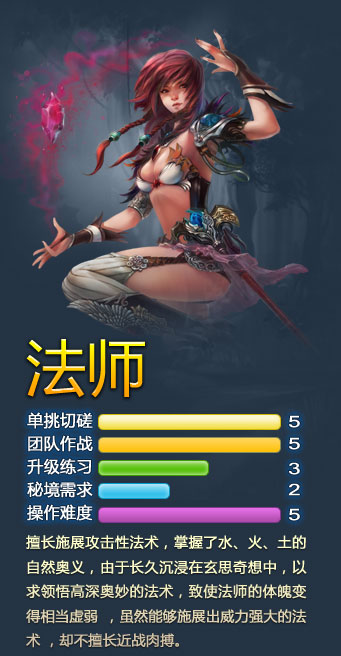 法师
单挑切磋 5
团队作战 5
升级练习 3
秘境需求 2
操作难度 5
擅长施展攻击性法术，掌握了水、火、土的
自然奥义，由于长久沉浸在玄思奇想中，以
求领悟高深奥妙的法术，致使法师的体魄变
得相当虚弱 ，虽然能够施展出威力强大的法
术 ，却不擅长近战肉搏。